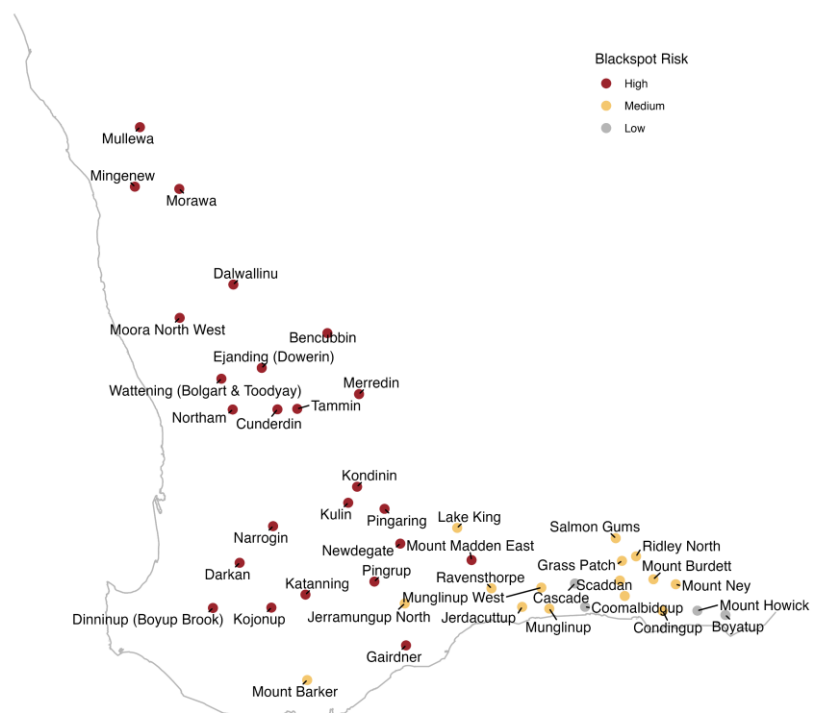 Blackspot Risk
High
Medium
Low
Mullewa
Mingenew
Morawa
Dalwallinu
Moora North West
Bencubbin
Ejanding (Dowerin)
Merredin
Wattening (Bolgart & Toodyay)
Tammin
Northam
Cunderdin
Kondinin
Kulin
Pingaring
Lake King
Salmon Gums
Narrogin
Newdegate
Mount Madden East
Ridley North
Grass Patch
Mount Burdett
Darkan
Pingrup
Ravensthorpe
Katanning
Scaddan
Mount Ney
Munglinup West
Cascade
Coomalbidgup
Mount Howick
Dinninup (Boyup Brook)
Kojonup
Jerramungup North
Jerdacuttup
Munglinup
Condingup
Boyatup
Gairdner
Mount Barker